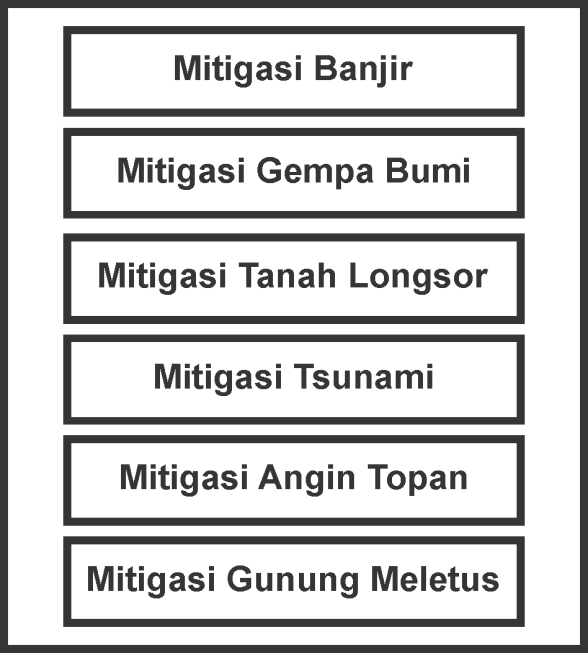 Mitigasi Banjir
Mitigasi Gempa Bumi
Mitigasi Tanah Longsor
Mitigasi Tsunami
Mitigasi Angin Topan
Mitigasi Gunung Meletus